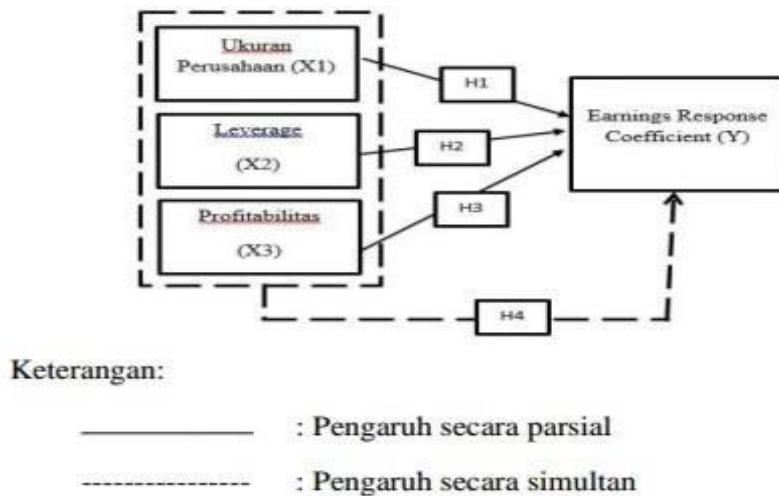 Ukuran
Perusahaan (X1)
H1
Leverage
(X2)
H2
Profitabilitas
(X3)
H3
Earnings Response
Coefficient (Y)
H4
Keterangan:
: Pengaruh secara parsial
: Pengaruh secara simultan